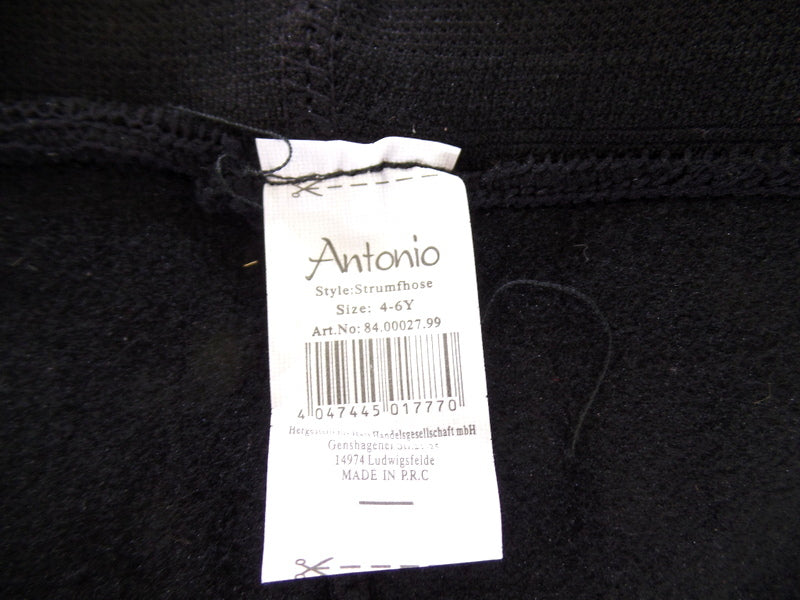 Antonio
Style:Strumfhose
Size: 4-6Y
Art.No: 84.00027.99
4 047445 017770
Handelsgesellschaft mbH
Genshagener
14974 Ludwigsfelde
MADE IN P.R.C